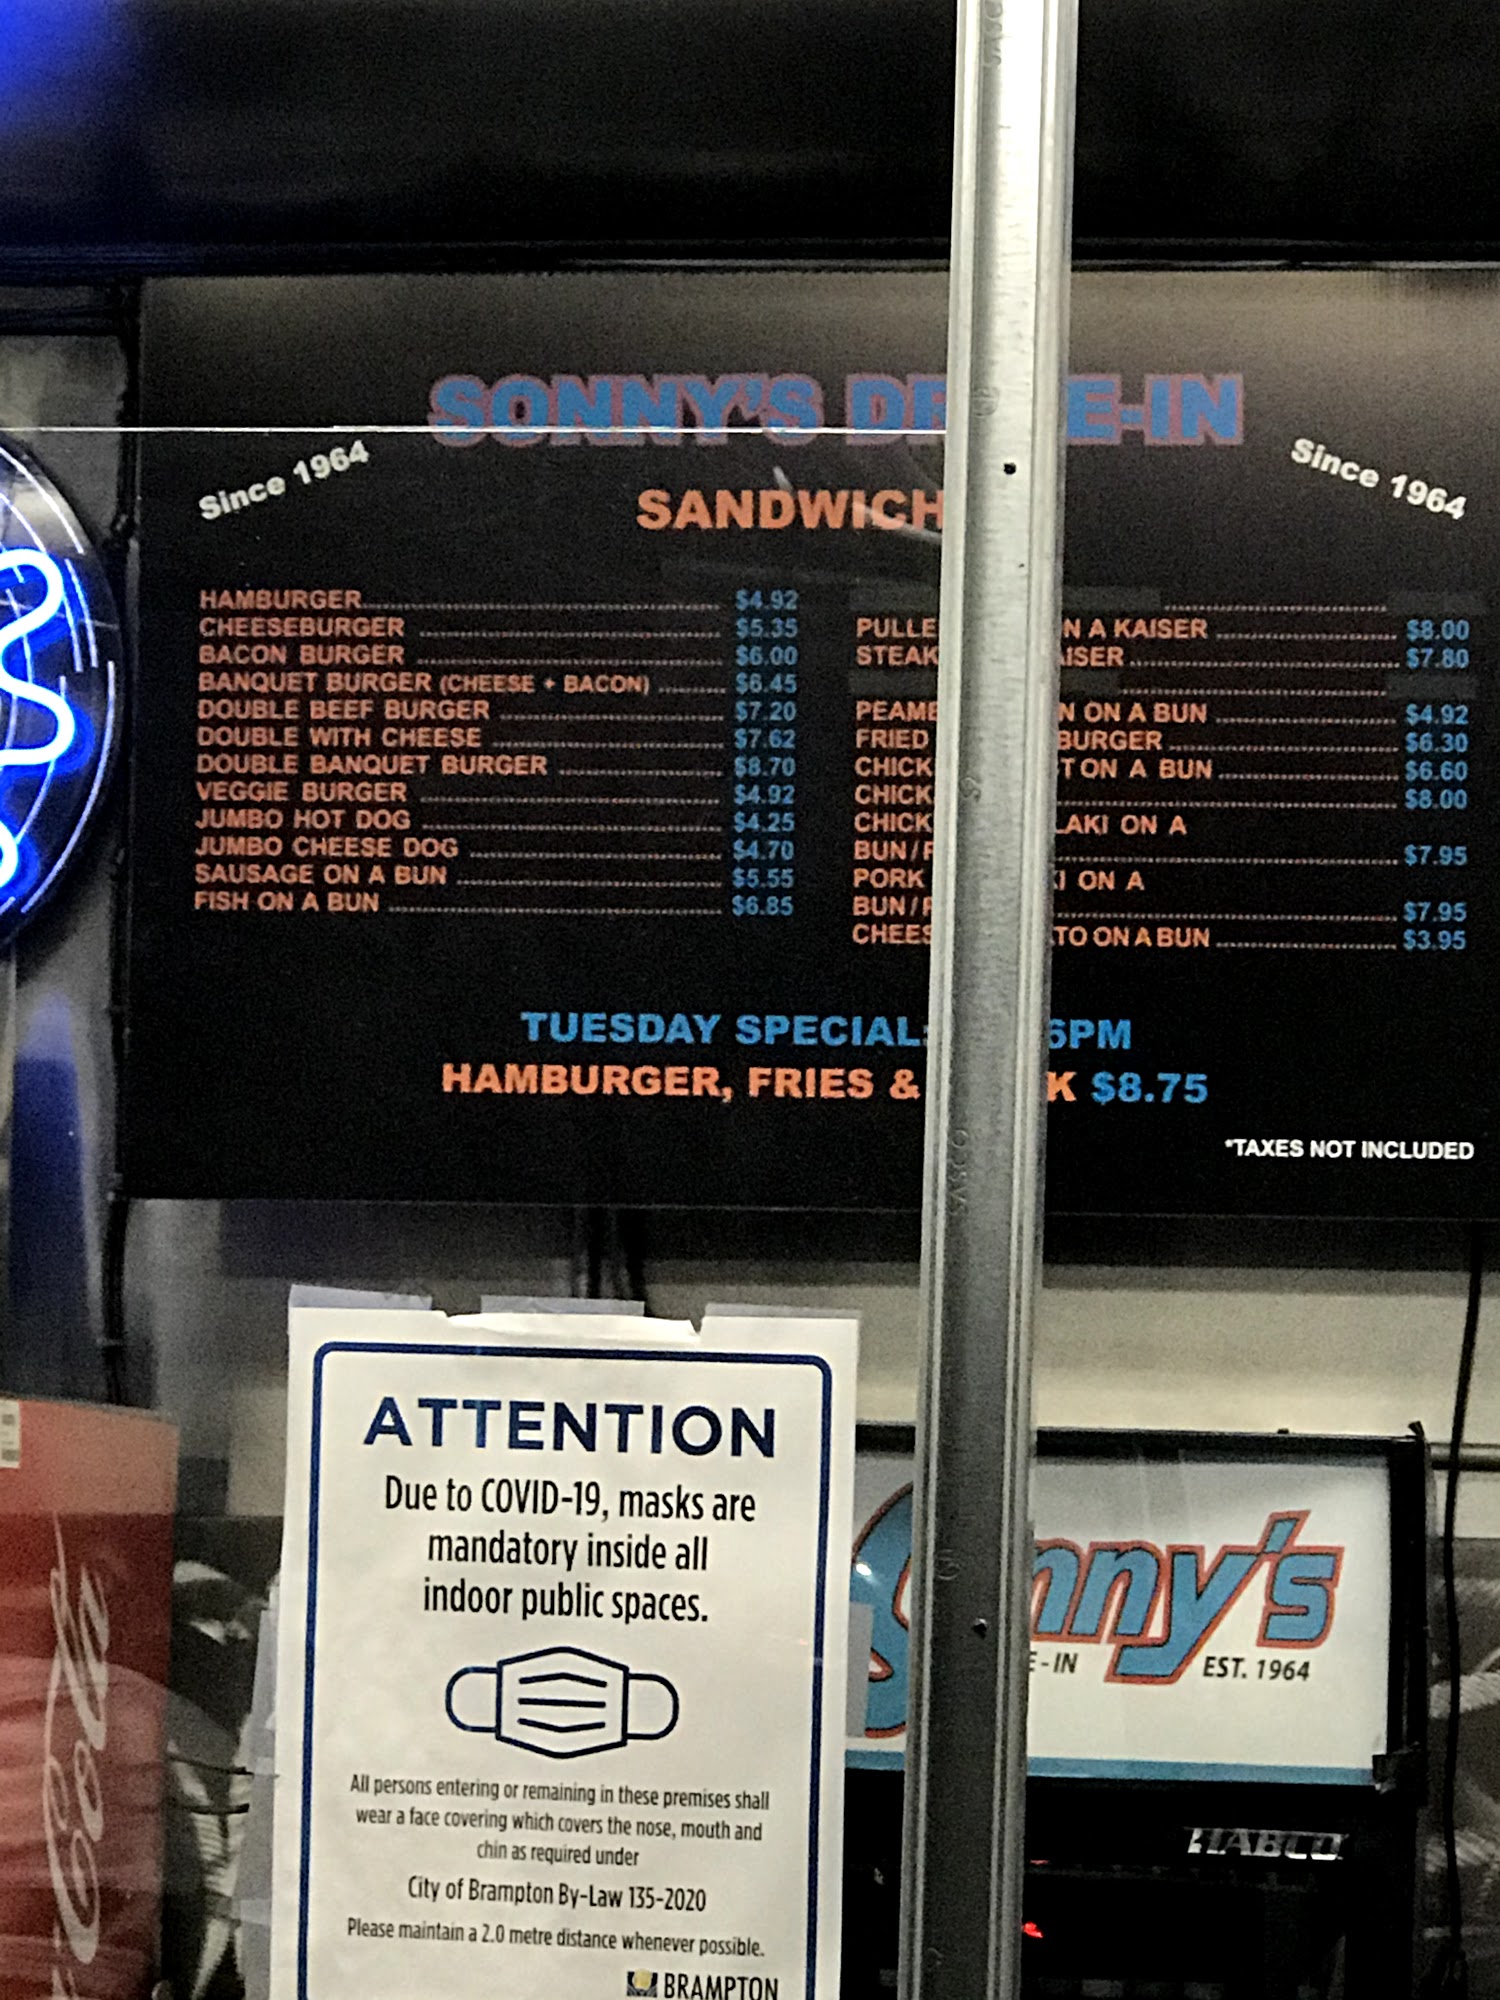 SONNY'S DR E-IN
Since 1964
Since 1964
SANDWICH
HAMBURGER $4.92
CHEESEBURGER $5.35
BACON BURGER $6.00
BANQUET BURGER (CHEESE + BACON) $6.45
DOUBLE BEEF BURGER $7.20
DOUBLE WITH CHEESE $7.62
DOUBLE BANQUET BURGER $8.70
VEGGIE BURGER $4.92
JUMBO HOT DOG $4.25
JUMBO CHEESE DOG $4.70
SAUSAGE ON A BUN $5.55
FISH ON A BUN $6.85
PULLE N A KAISER $8.00
STEAK AISER $7.80
PEAME N ON A BUN $4.92
FRIED BURGER $6.30
CHICK T ON A BUN $6.60
CHICK $8.00
CHICK LAKI ON A
BUN/P $7.95
PORK KI ON A
BUN/P $7.95
CHEES TO ON A BUN $3.95
TUESDAY SPECIAL: 6PM
HAMBURGER, FRIES & K $8.75
*TAXES NOT INCLUDED
ATTENTION
Due to COVID-19, masks are
mandatory inside all
indoor public spaces.
All persons entering or remaining in these premises shall
wear a face covering which covers the nose, mouth and
chin as required under
City of Brampton By-Law 135-2020
Please maintain a 2.0 metre distance whenever possible.
BRAMPTON
Sonny's
E-IN EST. 1964
HABCO
Cola
SASCO